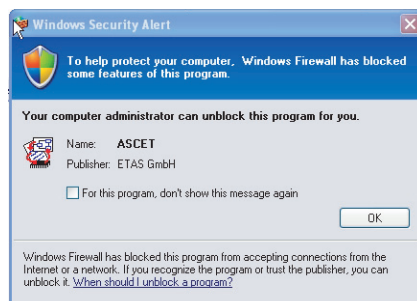 Windows Security Alert
To help protect your computer, Windows Firewall has blocked
some features of this program.
Your computer administrator can unblock this program for you.
Name: ASCET
Publisher: ETAS GmbH
For this program, don't show this message again
OK
Windows Firewall has blocked this program from accepting connections from the
Internet or a network. If you recognize the program or trust the publisher, you can
unblock it. When should I unblock a program?